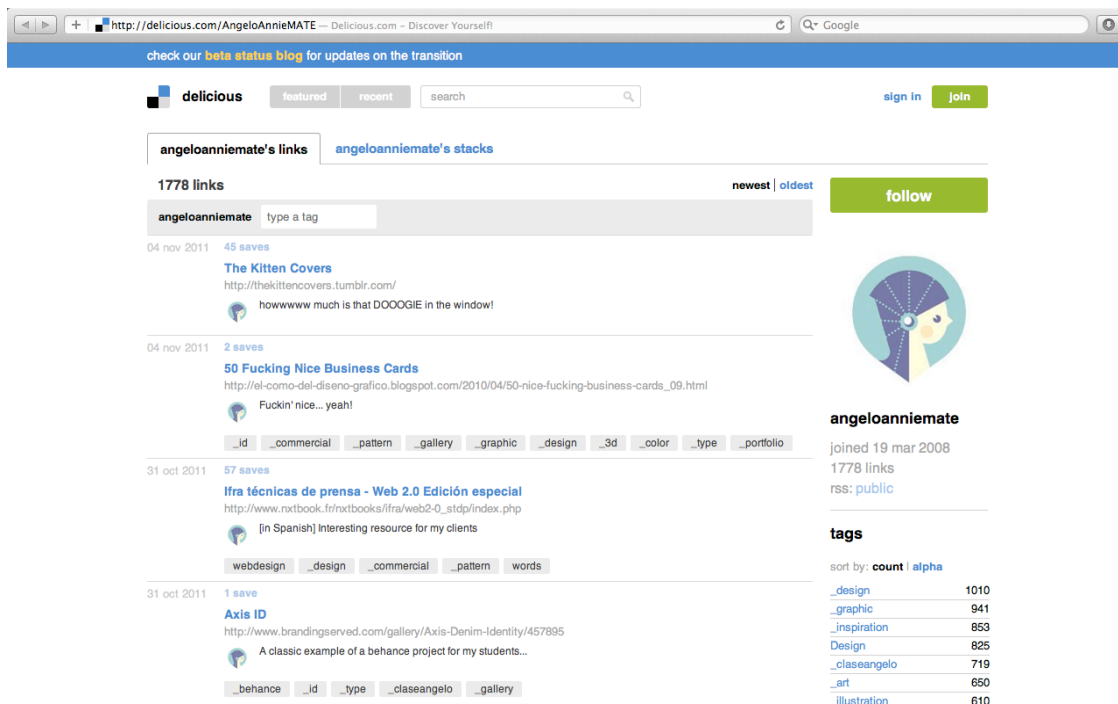 http://delicious.com/AngeloAnnieMATE — Delicious.com – Discover Yourself!
Google
check our beta status blog for updates on the transition
delicious
featured
recent
search
sign in
join
angeloanniemate's links
angeloanniemate's stacks
1778 links
newest | oldest
follow
angeloanniemate
type a tag
04 nov 2011
45 saves
The Kitten Covers
http://thekittencovers.tumblr.com/
howwwww much is that DOOOGIE in the window!
04 nov 2011
2 saves
50 Fucking Nice Business Cards
http://el-como-del-diseno-grafico.blogspot.com/2010/04/50-nice-fucking-business-cards_09.html
Fuckin' nice... yeah!
_id _commercial _pattern _gallery _graphic _design _3d _color _type _portfolio
31 oct 2011
57 saves
Ifra técnicas de prensa - Web 2.0 Edición especial
http://www.nxtbook.fr/nxtbooks/ifra/web2-0_stdp/index.php
[in Spanish] Interesting resource for my clients
webdesign _design _commercial _pattern words
31 oct 2011
1 save
Axis ID
http://www.brandingserved.com/gallery/Axis-Denim-Identity/457895
A classic example of a behance project for my students...
_behance _id _type _claseangelo _gallery
angeloanniemate
joined 19 mar 2008
1778 links
rss: public
tags
sort by: count | alpha
_design 1010
_graphic 941
_inspiration 853
Design 825
_claseangelo 719
_art 650
_illustration 610